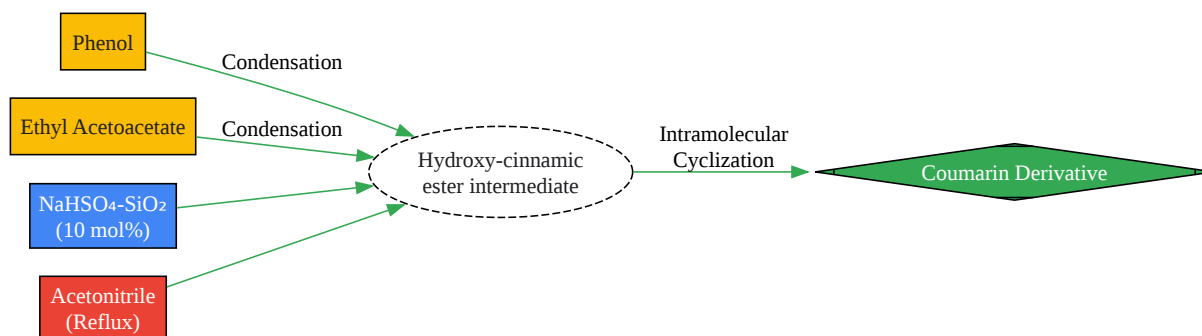 Phenol
Condensation
Ethyl Acetoacetate
Condensation
NaHSO₄-SiO₂
(10 mol%)
Acetonitrile
(Reflux)
Hydroxy-cinnamic
ester intermediate
Intramolecular
Cyclization
Coumarin Derivative